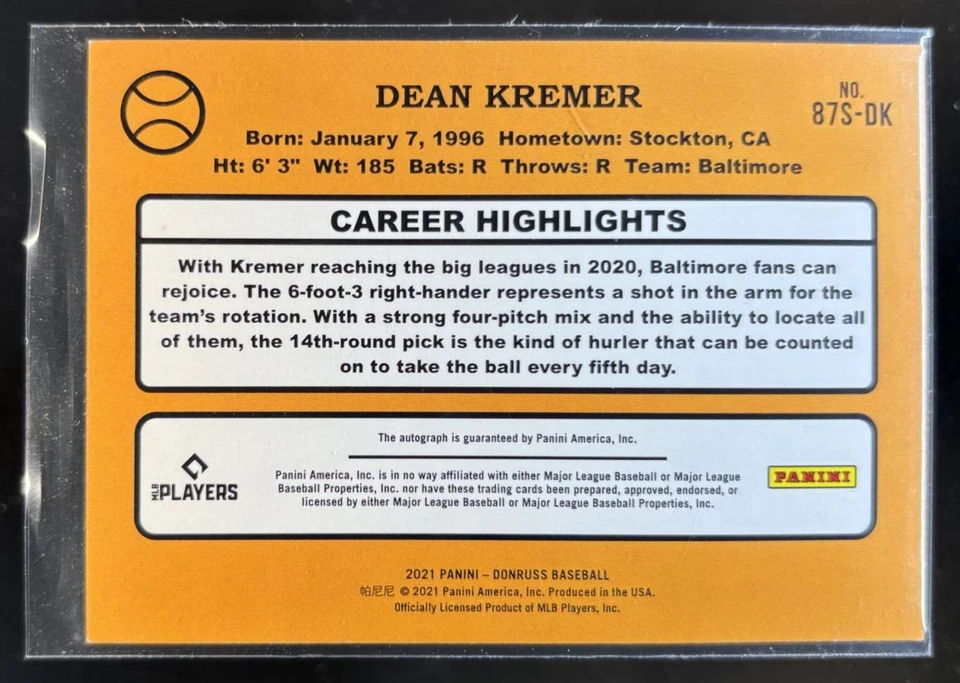 DEAN KREMER
NO.
87S-DK
Born: January 7, 1996 Hometown: Stockton, CA
Ht: 6' 3" Wt: 185 Bats: R Throws: R Team: Baltimore
CAREER HIGHLIGHTS
With Kremer reaching the big leagues in 2020, Baltimore fans can
rejoice. The 6-foot-3 right-hander represents a shot in the arm for the
team's rotation. With a strong four-pitch mix and the ability to locate all
of them, the 14th-round pick is the kind of hurler that can be counted
on to take the ball every fifth day.
The autograph is guaranteed by Panini America, Inc.
MLB PLAYERS
Panini America, Inc. is in no way affiliated with either Major League Baseball or Major League
Baseball Properties, Inc. nor have these trading cards been prepared, approved, endorsed, or
licensed by either Major League Baseball or Major League Baseball Properties, Inc.
PANINI
2021 PANINI – DONRUSS BASEBALL
帕尼尼 © 2021 Panini America, Inc. Produced in the USA.
Officially Licensed Product of MLB Players, Inc.